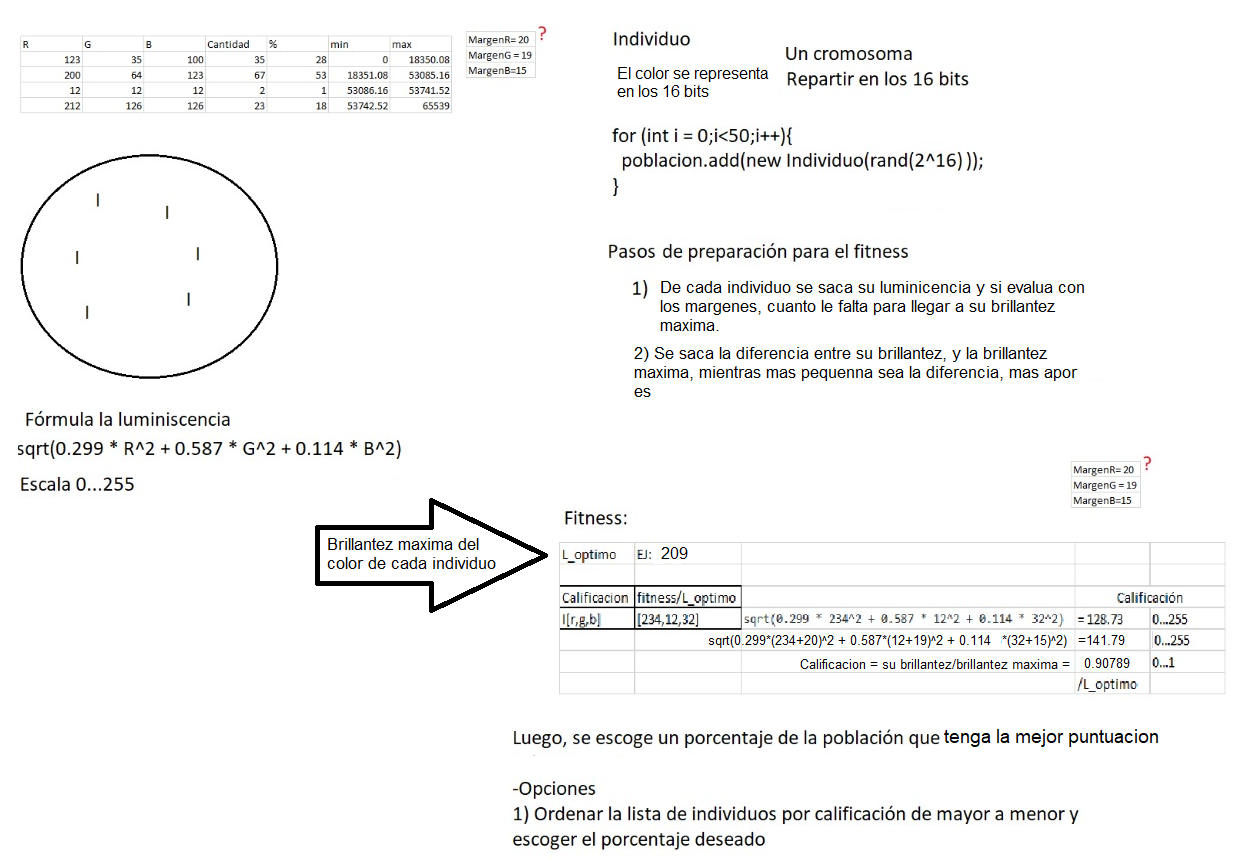 R G B Cantidad % min max
123 35 100 35 28 0 18350.08
200 64 123 67 53 18351.08 53085.16
12 12 12 2 1 53086.16 53741.52
212 126 126 23 18 53742.52 65539
MargenR= 20 ?
MargenG = 19
MargenB=15
I
I
I
I
I
I
Fórmula la luminiscencia
sqrt(0.299 * R^2 + 0.587 * G^2 + 0.114 * B^2)
Escala 0...255
Individuo
El color se representa
en los 16 bits
Un cromosoma
Repartir en los 16 bits
for (int i = 0;i<50;i++){
poblacion.add(new Individuo(rand(2^16) ));
}
Pasos de preparación para el fitness
1) De cada individuo se saca su luminicencia y si evalua con
los margenes, cuanto le falta para llegar a su brillantez
maxima.
2) Se saca la diferencia entre su brillantez, y la brillantez
maxima, mientras mas pequenna sea la diferencia, mas apor
es
MargenR= 20 ?
MargenG = 19
MargenB=15
Brillantez maxima del
color de cada individuo
Fitness:
L_optimo EJ: 209
Calificacion fitness/L_optimo Calificación
I[r,g,b] [234,12,32] sqrt(0.299 * 234^2 + 0.587 * 12^2 + 0.114 * 32^2) =128.73 0...255
sqrt(0.299*(234+20)^2 + 0.587*(12+19)^2 + 0.114 *(32+15)^2) =141.79 0...255
Calificacion = su brillantez/brillantez maxima = 0.90789 0...1
/L_optimo
Luego, se escoge un porcentaje de la población que tenga la mejor puntuacion
-Opciones
1) Ordenar la lista de individuos por calificación de mayor a menor y
escoger el porcentaje deseado